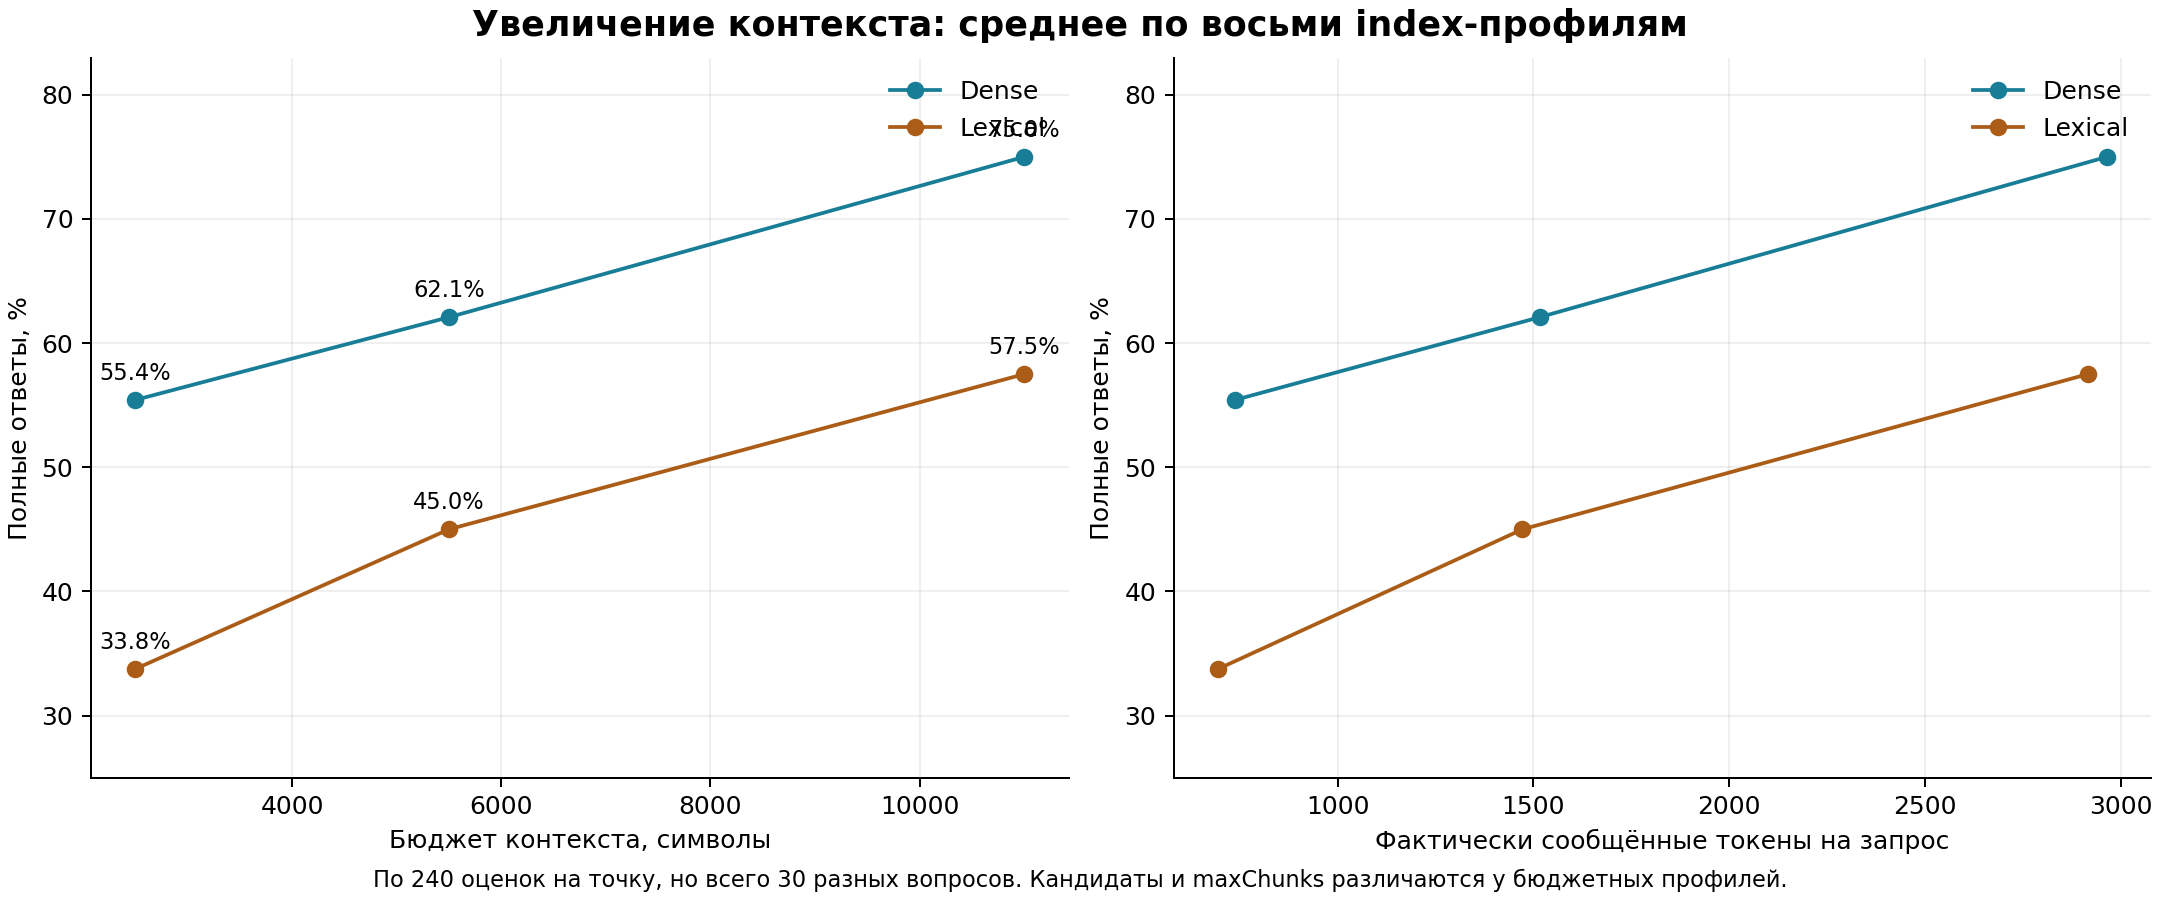 Увеличение контекста: среднее по восьми index-профилям
Полные ответы, %
80
70
60
50
40
30
Dense
Lexical
75.0%
62.1%
57.5%
55.4%
45.0%
33.8%
4000 6000 8000 10000
Бюджет контекста, символы
Полные ответы, %
80
70
60
50
40
30
Dense
Lexical
1000 1500 2000 2500 3000
Фактически сообщённые токены на запрос
По 240 оценок на точку, но всего 30 разных вопросов. Кандидаты и maxChunks различаются у бюджетных профилей.